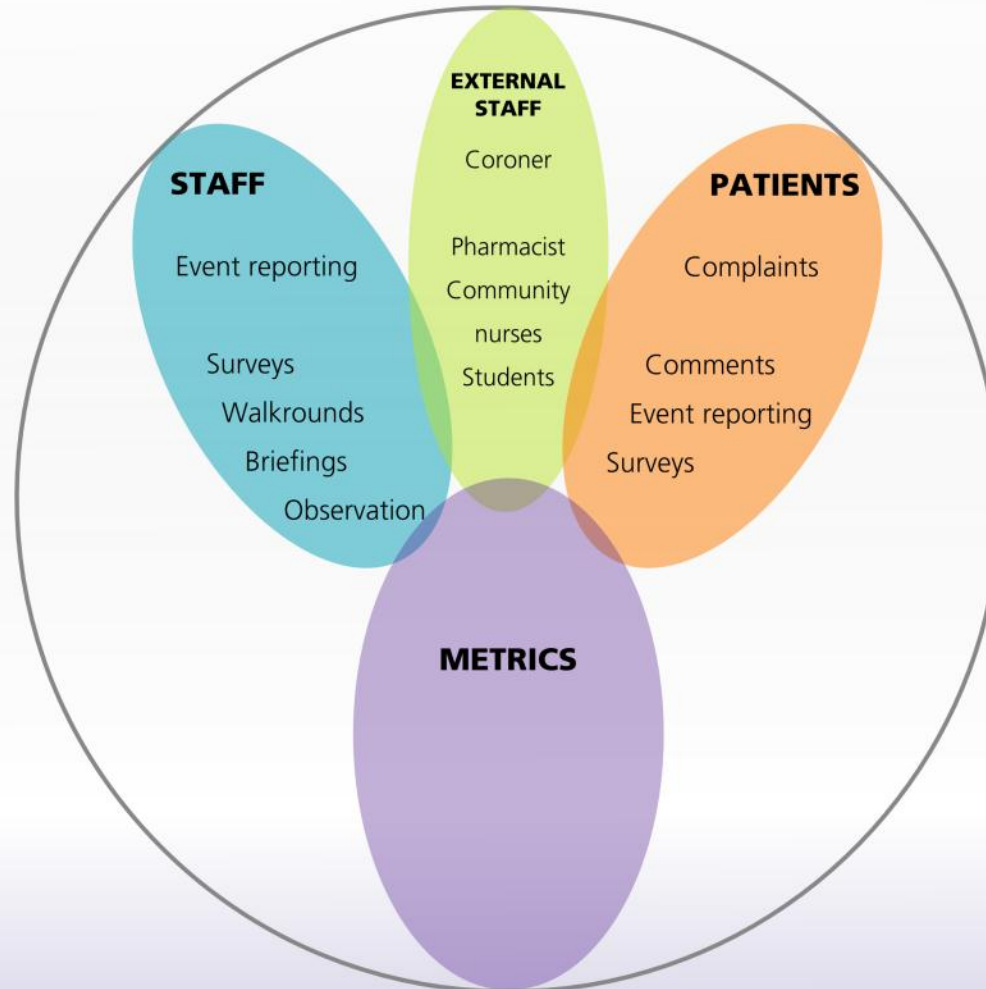 EXTERNAL
STAFF
Coroner
Pharmacist
Community
nurses
Students
STAFF
Event reporting
Surveys
Walkrounds
Briefings
Observation
PATIENTS
Complaints
Comments
Event reporting
Surveys
METRICS